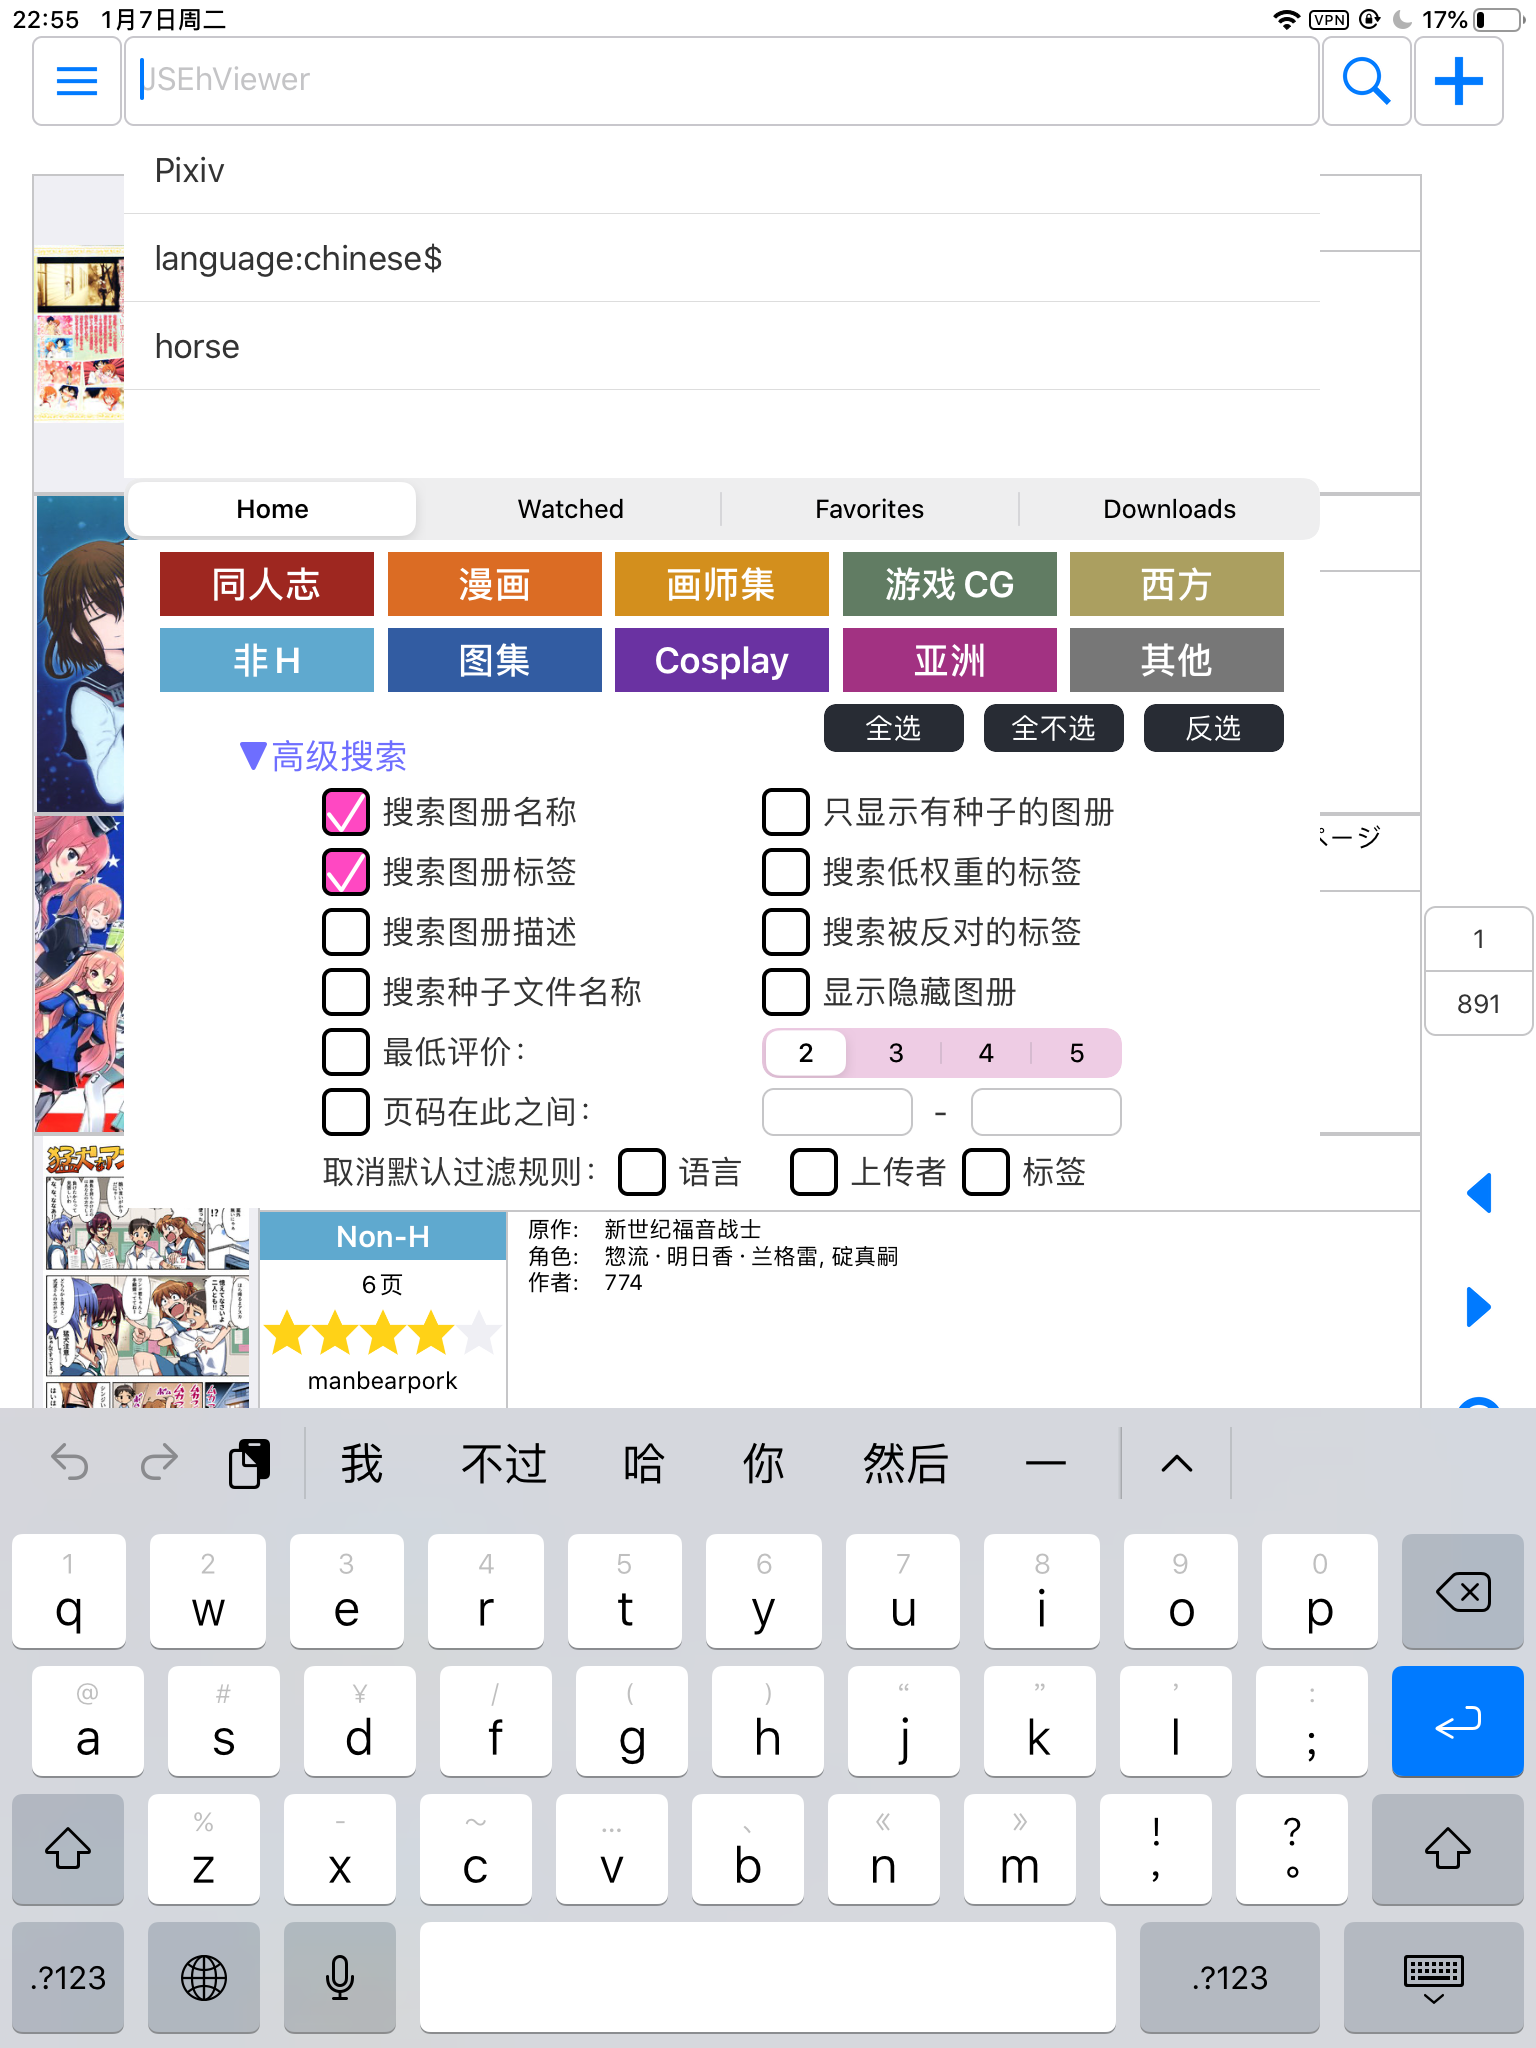 22:55 1月7日周二
VPN 17%
JSEhViewer
Pixiv
language:chinese$
horse
Home Watched Favorites Downloads
同人志 漫画 画师集 游戏 CG 西方
非 H 图集 Cosplay 亚洲 其他
全选 全不选 反选
▼高级搜索
搜索图册名称 只显示有种子的图册
ページ
搜索图册标签 搜索低权重的标签
搜索图册描述 搜索被反对的标签
1
搜索种子文件名称 显示隐藏图册
891
最低评价： 2 3 4 5
页码在此之间： -
取消默认过滤规则： 语言 上传者 标签
Non-H
6 页
manbearpork
原作: 新世纪福音战士
角色: 惣流·明日香·兰格雷, 碇真嗣
作者: 774
我 不过 哈 你 然后 一
1 2 3 4 5 6 7 8 9 0
q w e r t y u i o p
@ # ¥ / ( ) “ ” ’ :
a s d f g h j k l ;
% - ～ … 、 《 》 ! ?
z x c v b n m , 。
.?123 .?123